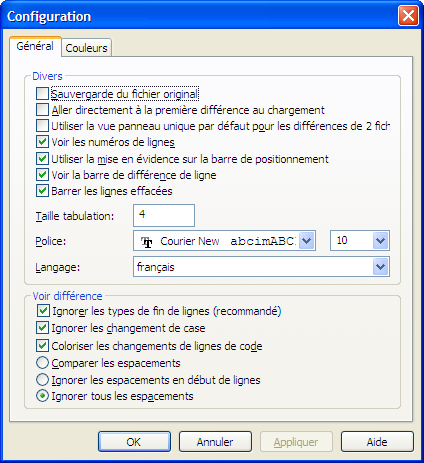 Configuration
Général Couleurs
Divers
Sauvergarde du fichier original
Aller directement à la première différence au chargement
Utiliser la vue panneau unique par défaut pour les différences de 2 fich
Voir les numéros de lignes
Utiliser la mise en évidence sur la barre de positionnement
Voir la barre de différence de ligne
Barrer les lignes effacées
Taille tabulation: 4
Police: Courier New abcimABC 10
Langage: français
Voir différence
Ignorer les types de fin de lignes (recommandé)
Ignorer les changement de case
Coloriser les changements de lignes de code
Comparer les espacements
Ignorer les espacements en début de lignes
Ignorer tous les espacements
OK Annuler Appliquer Aide